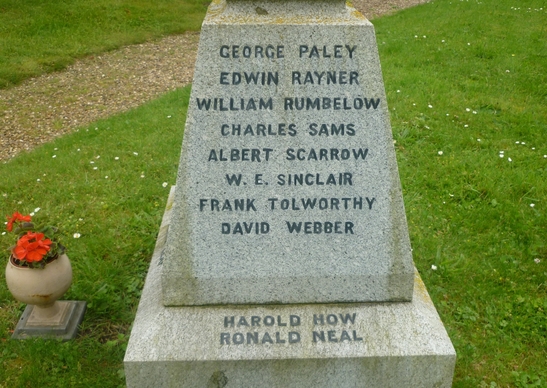 GEORGE PALEY
EDWIN RAYNER
WILLIAM RUMBELOW
CHARLES SAMS
ALBERT SCARROW
W. E. SINCLAIR
FRANK TOLWORTHY
DAVID WEBBER
HAROLD HOW
RONALD NEAL